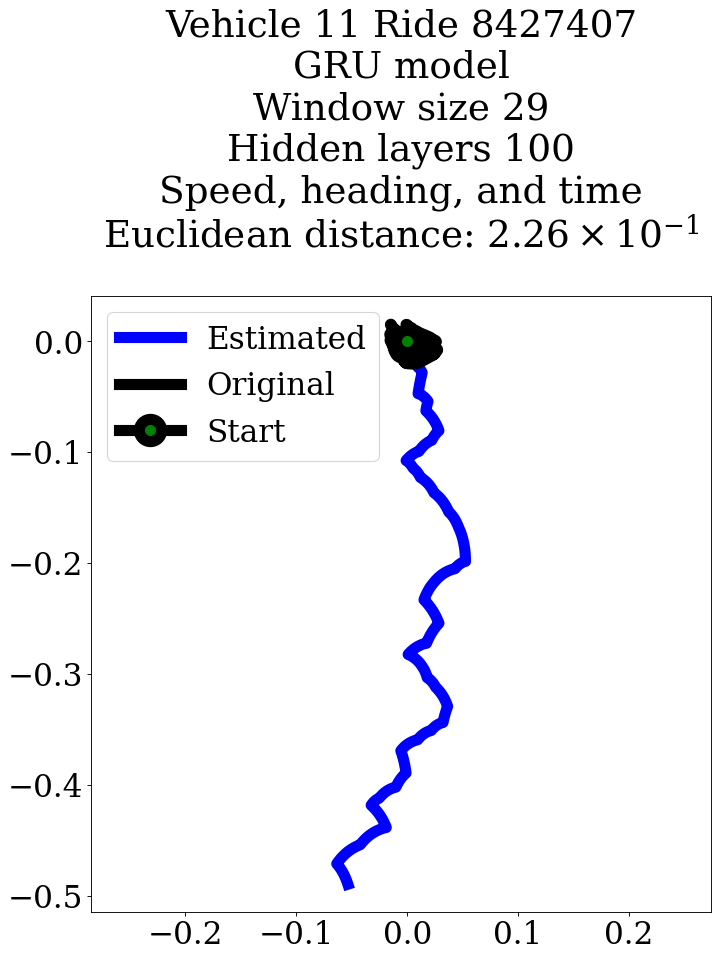 Vehicle 11 Ride 8427407
GRU model
Window size 29
Hidden layers 100
Speed, heading, and time
Euclidean distance: 2.26 × 10⁻¹
Estimated
Original
Start
0.0
−0.1
−0.2
−0.3
−0.4
−0.5
−0.2 −0.1 0.0 0.1 0.2